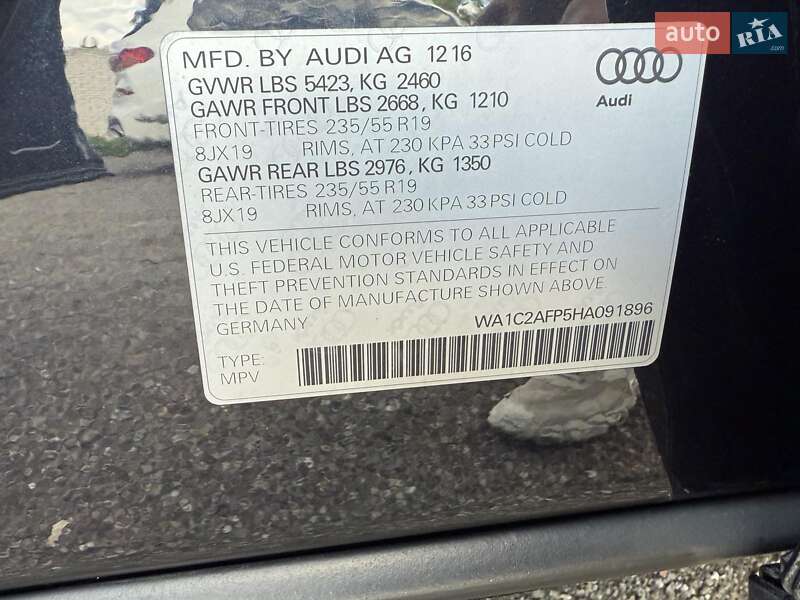 auto RIA.com
MFD. BY AUDI AG 12 16
GVWR LBS 5423, KG 2460
GAWR FRONT LBS 2668, KG 1210
FRONT-TIRES 235/55 R19
8JX19 RIMS, AT 230 KPA 33 PSI COLD
GAWR REAR LBS 2976, KG 1350
REAR-TIRES 235/55 R19
8JX19 RIMS, AT 230 KPA 33 PSI COLD
Audi
THIS VEHICLE CONFORMS TO ALL APPLICABLE
U.S. FEDERAL MOTOR VEHICLE SAFETY AND
THEFT PREVENTION STANDARDS IN EFFECT ON
THE DATE OF MANUFACTURE SHOWN ABOVE.
GERMANY WA1C2AFP5HA091896
TYPE:
MPV